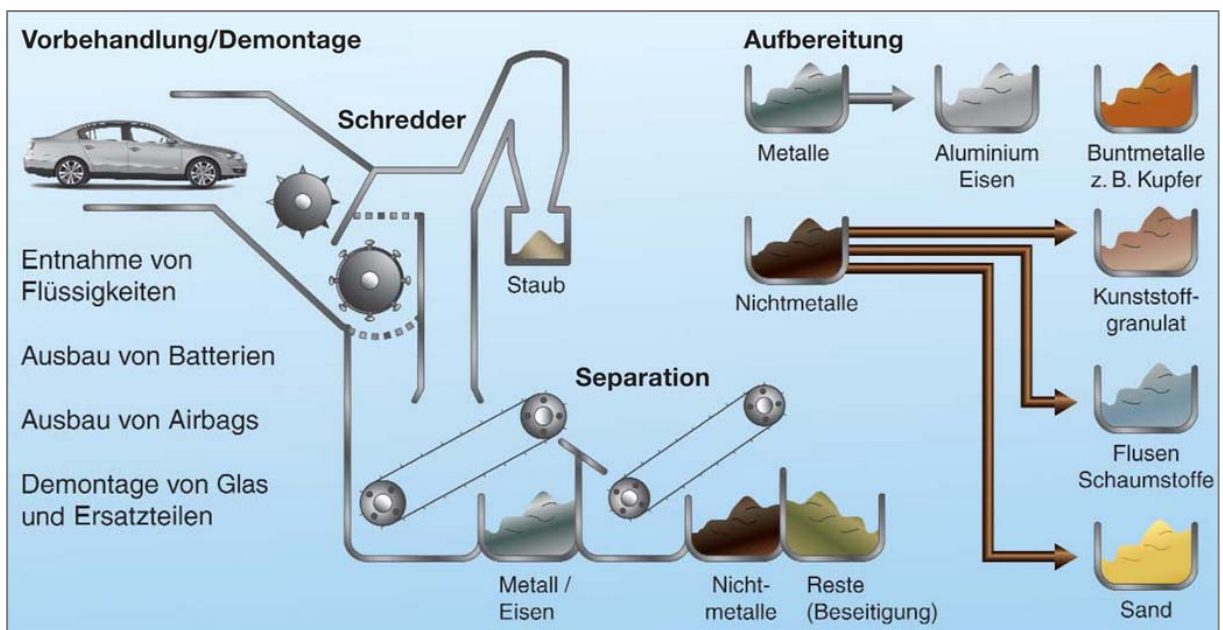 Vorbehandlung/Demontage
Schredder
Entnahme von
Flüssigkeiten
Ausbau von Batterien
Ausbau von Airbags
Demontage von Glas
und Ersatzteilen
Staub
Separation
Metall /
Eisen
Nicht-
metalle
Reste
(Beseitigung)
Aufbereitung
Metalle
Aluminium
Eisen
Buntmetalle
z. B. Kupfer
Nichtmetalle
Kunststoff-
granulat
Flusen
Schaumstoffe
Sand